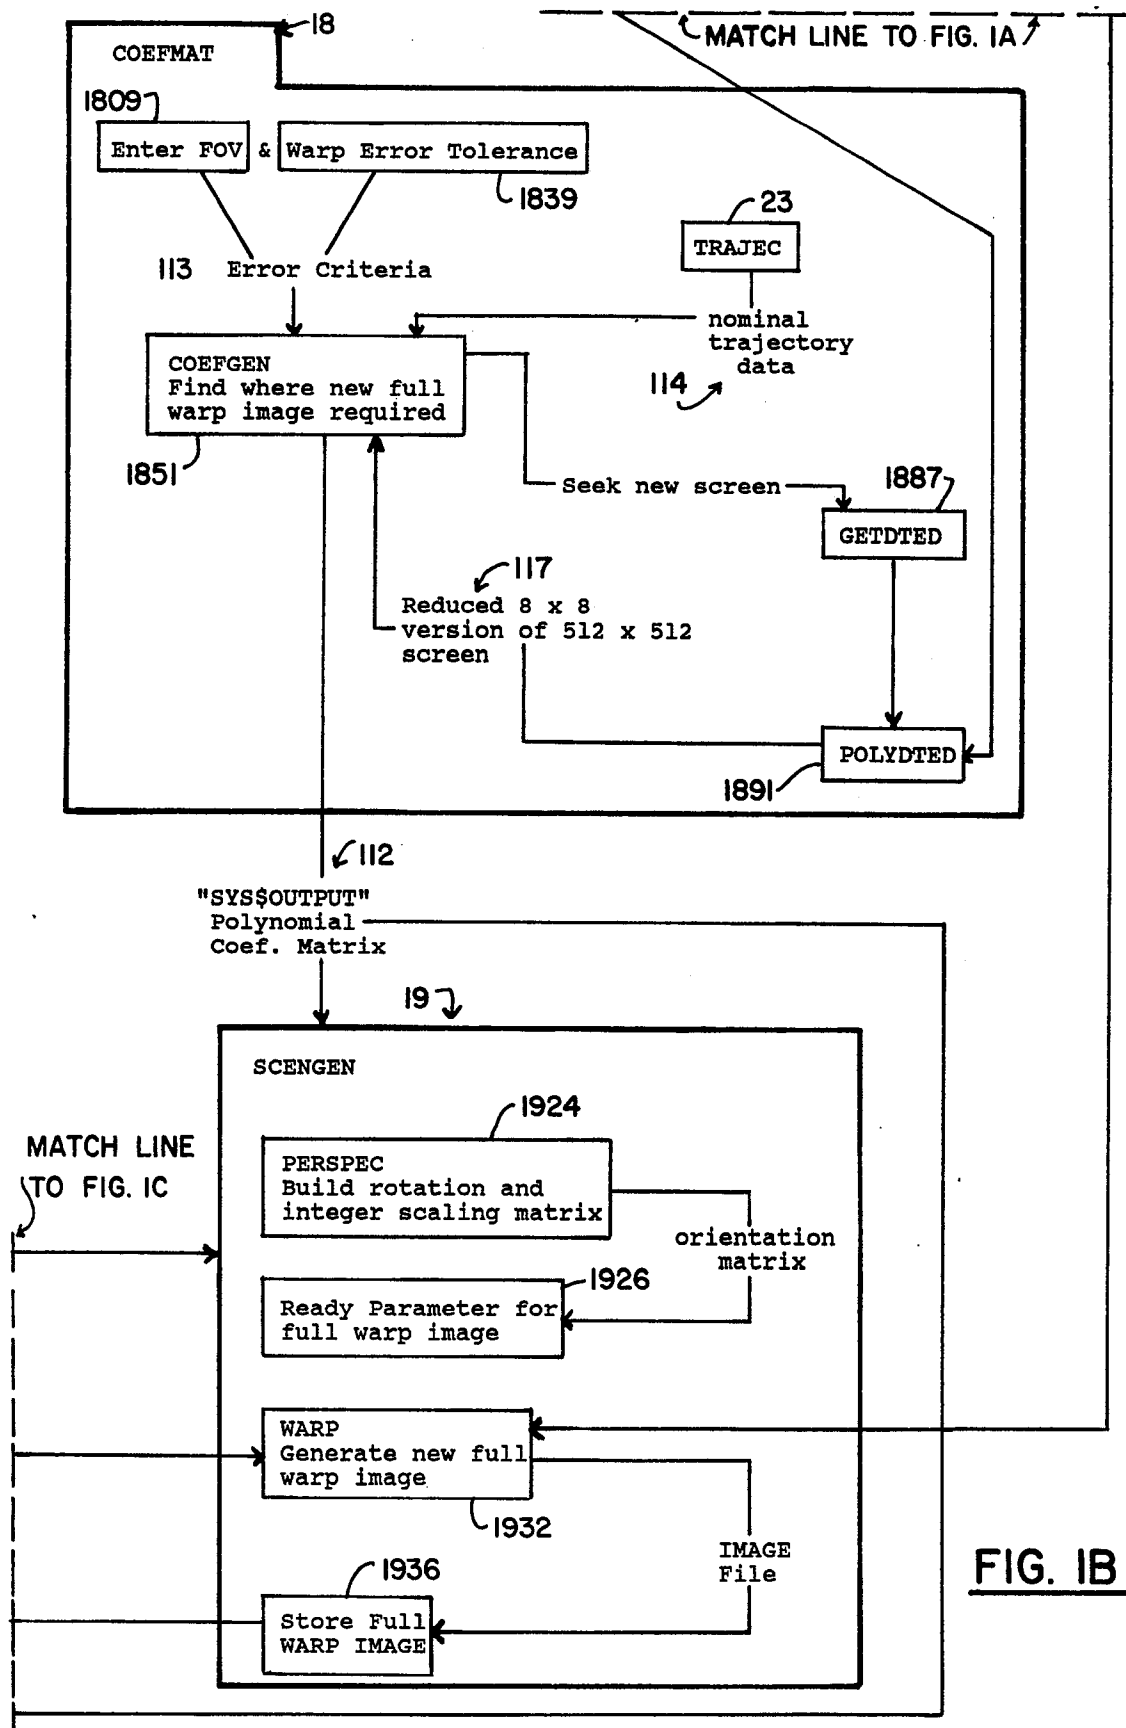 18
MATCH LINE TO FIG. 1A
COEFMAT
1809
Enter FOV & Warp Error Tolerance
1839
23
TRAJEC
113 Error Criteria
nominal
trajectory
data
114
COEFGEN
Find where new full
warp image required
1851
Seek new screen
1887
GETDTED
117
Reduced 8 x 8
version of 512 x 512
screen
POLYDTED
1891
112
"SYS$OUTPUT"
Polynomial
Coef. Matrix
19
SCENGEN
1924
MATCH LINE
TO FIG. 1C
PERSPEC
Build rotation and
integer scaling matrix
orientation
matrix
1926
Ready Parameter for
full warp image
WARP
Generate new full
warp image
1932
IMAGE
File
FIG. 1B
1936
Store Full
WARP IMAGE